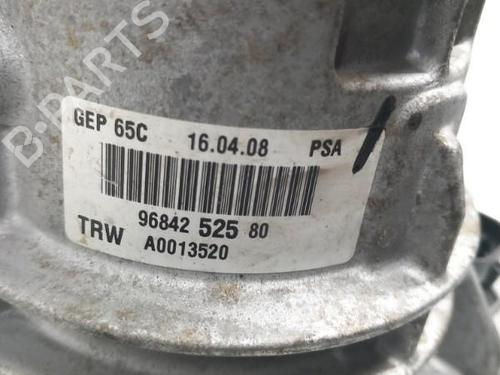 B-PARTS
GEP 65C 16.04.08 PSA
96842 525 80
TRW A0013520